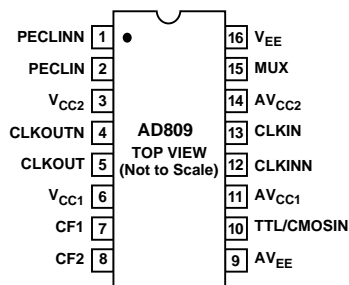 PECLINN 1 16 VEE
PECLIN 2 15 MUX
VCC2 3 14 AVCC2
CLKOUTN 4 AD809 13 CLKIN
CLKOUT 5 TOP VIEW (Not to Scale) 12 CLKINN
VCC1 6 11 AVCC1
CF1 7 10 TTL/CMOSIN
CF2 8 9 AVEE